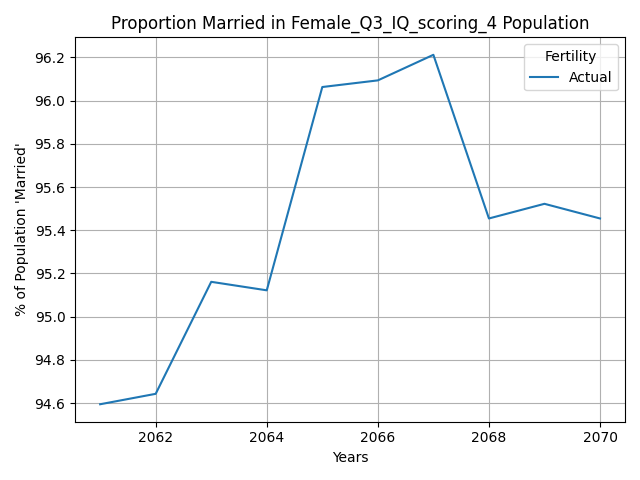 Proportion Married in Female_Q3_IQ_scoring_4 Population
Fertility
Actual
% of Population 'Married'
96.2
96.0
95.8
95.6
95.4
95.2
95.0
94.8
94.6
2062 2064 2066 2068 2070
Years